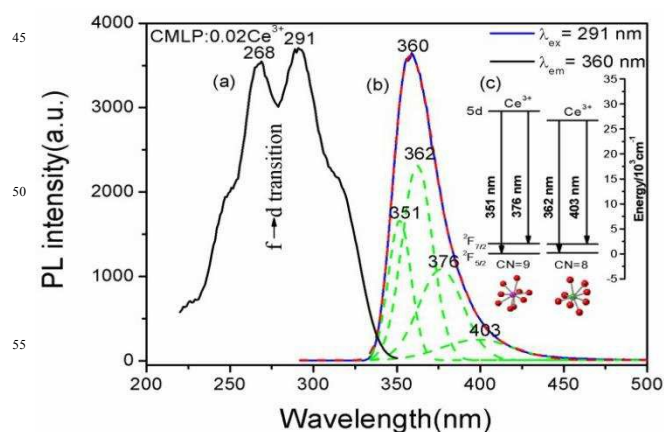 45
50
55
CMLP:0.02Ce³⁺
λex = 291 nm
λem = 360 nm
268
291
360
(a)
(b)
(c)
f→d transition
362
351
376
403
5d
Ce³⁺
Ce³⁺
351 nm
376 nm
362 nm
403 nm
²F7/2
²F5/2
CN=9
CN=8
35
30
25
20
15
10
5
0
-5
Energy/10³cm⁻¹
PL intensity(a.u.)
4000
3000
2000
1000
0
200
250
300
350
400
450
500
Wavelength(nm)